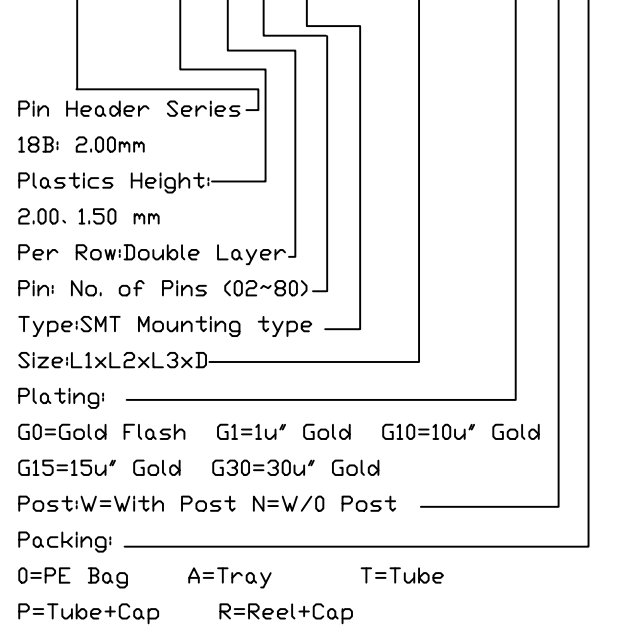 Pin Header Series
18B: 2.00mm
Plastics Height:
2.00、1.50 mm
Per Row:Double Layer
Pin: No. of Pins (02~80)
Type:SMT Mounting type
Size:L1xL2xL3xD
Plating:
G0=Gold Flash G1=1u" Gold G10=10u" Gold
G15=15u" Gold G30=30u" Gold
Post:W=With Post N=W/O Post
Packing:
0=PE Bag A=Tray T=Tube
P=Tube+Cap R=Reel+Cap